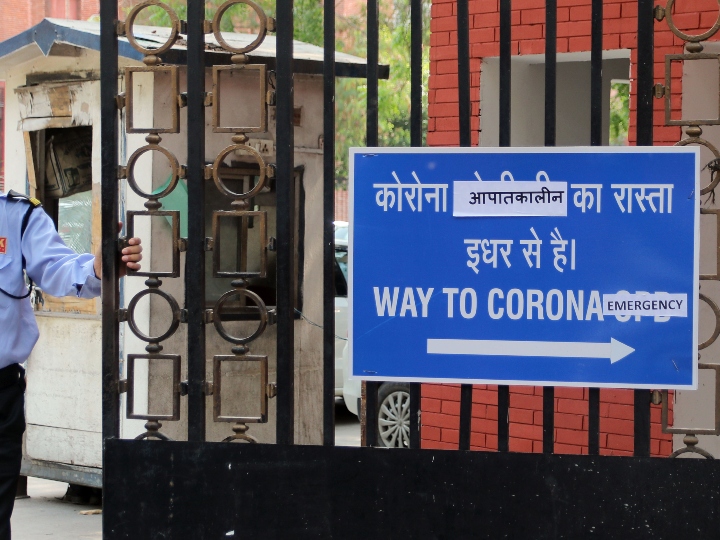 कोरोना आपातकालीन का रास्ता
इधर से है।
WAY TO CORONA EMERGENCY